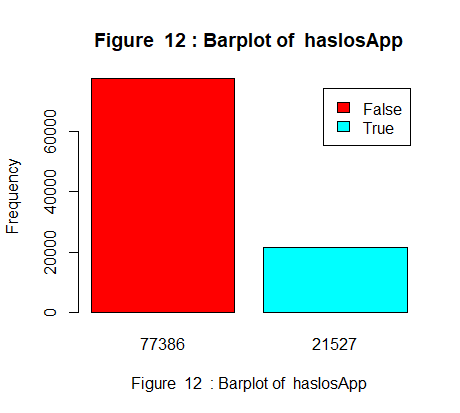 Figure  12 : Barplot of  haslosApp
False
True
Frequency
60000
40000
20000
0
77386
21527
Figure  12  : Barplot of  haslosApp